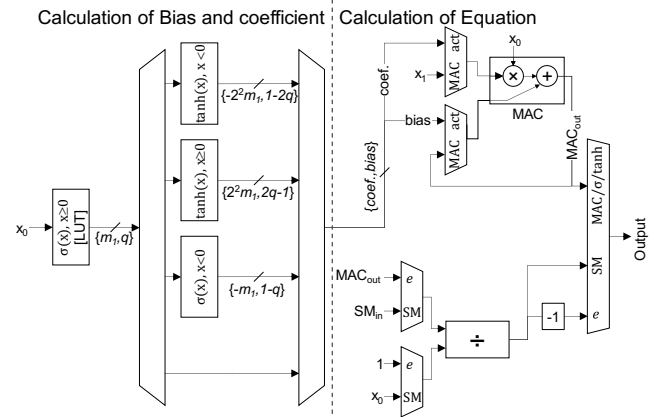 Calculation of Bias and coefficient
Calculation of Equation
x₀
σ(x), x≥0
[LUT]
{m₁,q}
tanh(x), x <0
{-2²m₁,1-2q}
tanh(x), x≥0
{2²m₁,2q-1}
σ(x), x<0
{-m₁,1-q}
{coef.,bias}
coef.
x₁
MAC act
x₀
×
+
MAC
bias
MAC act
MACout
MAC/σ/tanh
SM
e
Output
MACout
e
SMin
SM
÷
-1
1
e
x₀
SM